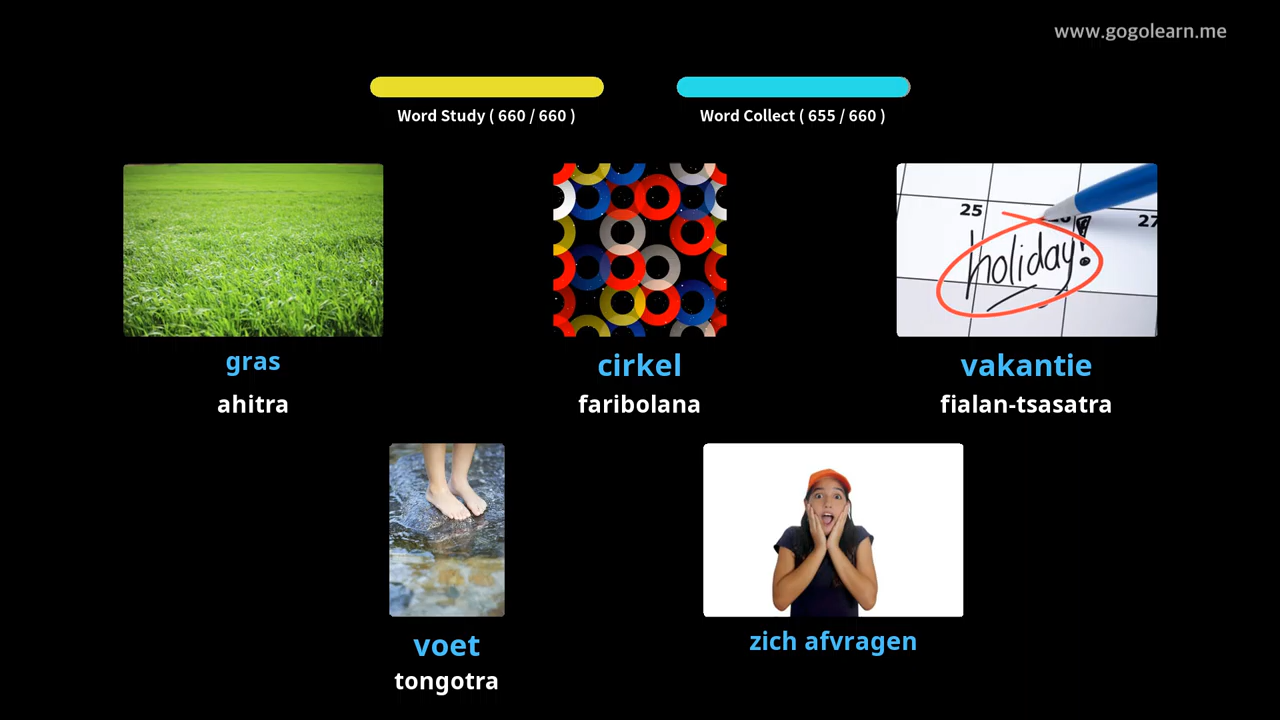 www.gogolearn.me
Word Study ( 660 / 660 )
Word Collect ( 655 / 660 )
25
27
holiday!
gras
cirkel
vakantie
ahitra
faribolana
fialan-tsasatra
voet
zich afvragen
tongotra